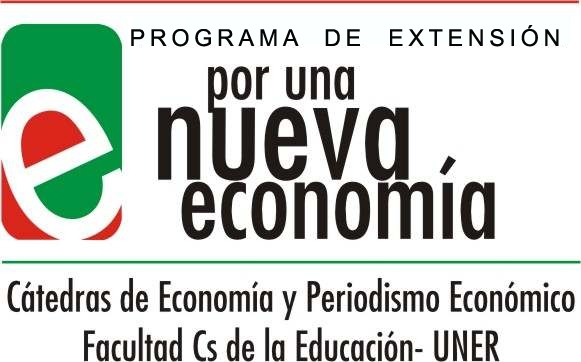 PROGRAMA DE EXTENSIÓN
por una
nueva
economía
e
Cátedras de Economía y Periodismo Económico
Facultad Cs de la Educación- UNER